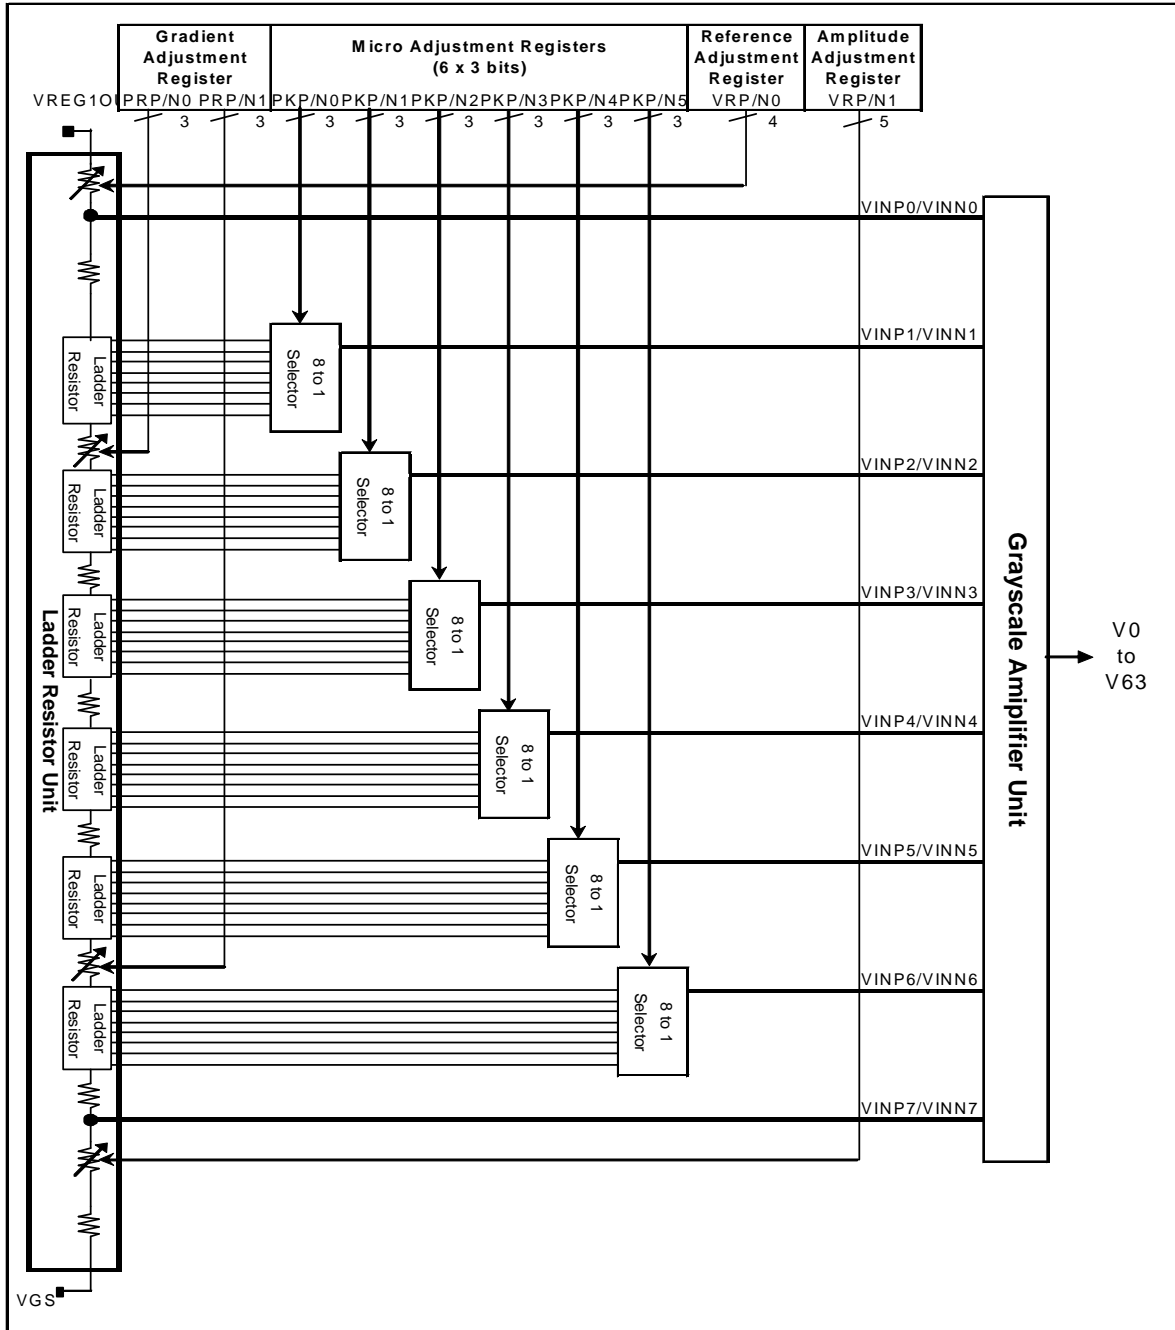 Gradient
Adjustment
Register
Micro Adjustment Registers
(6 x 3 bits)
Reference
Adjustment
Register
Amplitude
Adjustment
Register
VREG1OU
PRP/N0 PRP/N1 PKP/N0 PKP/N1 PKP/N2 PKP/N3 PKP/N4 PKP/N5 VRP/N0 VRP/N1
3 3 3 3 3 3 3 3 4 5
VINP0/VINN0
Ladder
Resistor
8 to 1
Selector
VINP1/VINN1
Ladder
Resistor
8 to 1
Selector
VINP2/VINN2
Ladder
Resistor
8 to 1
Selector
VINP3/VINN3
Ladder
Resistor
8 to 1
Selector
VINP4/VINN4
Ladder
Resistor
8 to 1
Selector
VINP5/VINN5
Ladder
Resistor
8 to 1
Selector
VINP6/VINN6
VINP7/VINN7
Ladder Resistor Unit
Grayscale Amiplifier Unit
V0
to
V63
VGS